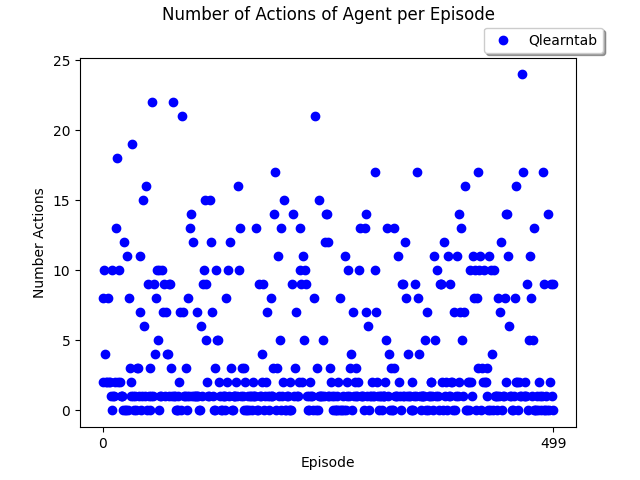 Number of Actions of Agent per Episode
Qlearntab
25
20
15
10
5
0
Number Actions
0 499
Episode